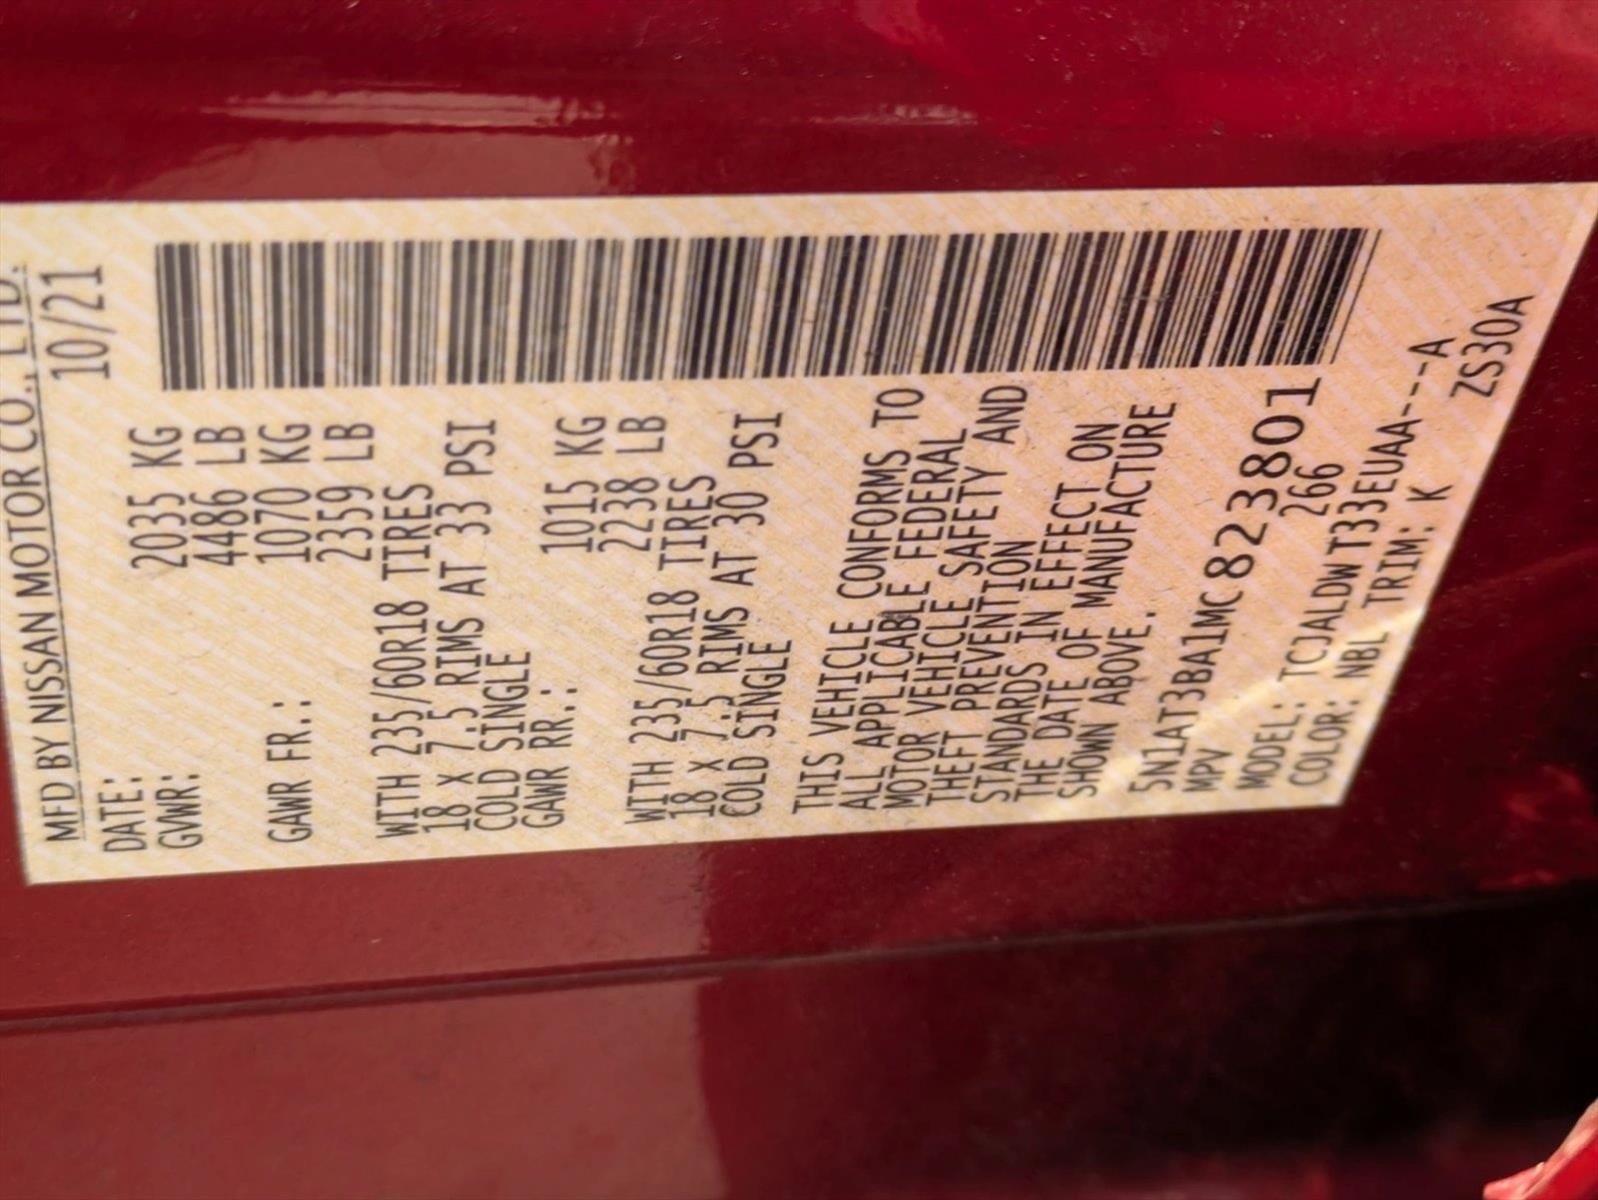 MFD BY NISSAN MOTOR CO., LTD.
DATE: 10/21
GVWR: 2035 KG
4486 LB
GAWR FR.: 1070 KG
2359 LB
WITH 235/60R18 TIRES
18 X 7.5 RIMS AT 33 PSI
COLD SINGLE
GAWR RR.: 1015 KG
2238 LB
WITH 235/60R18 TIRES
18 X 7.5 RIMS AT 30 PSI
COLD SINGLE
THIS VEHICLE CONFORMS TO
ALL APPLICABLE FEDERAL
MOTOR VEHICLE SAFETY AND
THEFT PREVENTION
STANDARDS IN EFFECT ON
THE DATE OF MANUFACTURE
SHOWN ABOVE.
5N1AT3BA1MC823801
MPV 266
MODEL: TCJALDWT33EUAA---A
COLOR: NBL TRIM: K ZS30A